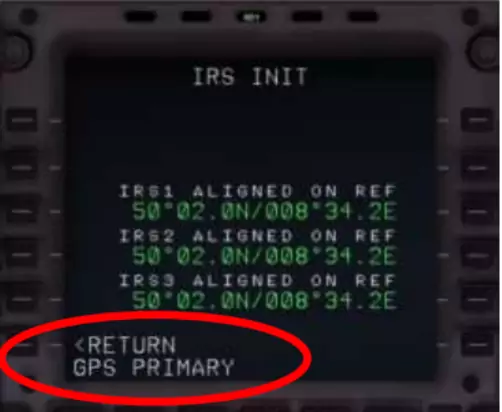 IRS INIT
IRS1 ALIGNED ON REF
50°02.0N/008°34.2E
IRS2 ALIGNED ON REF
50°02.0N/008°34.2E
IRS3 ALIGNED ON REF
50°02.0N/008°34.2E
<RETURN
GPS PRIMARY